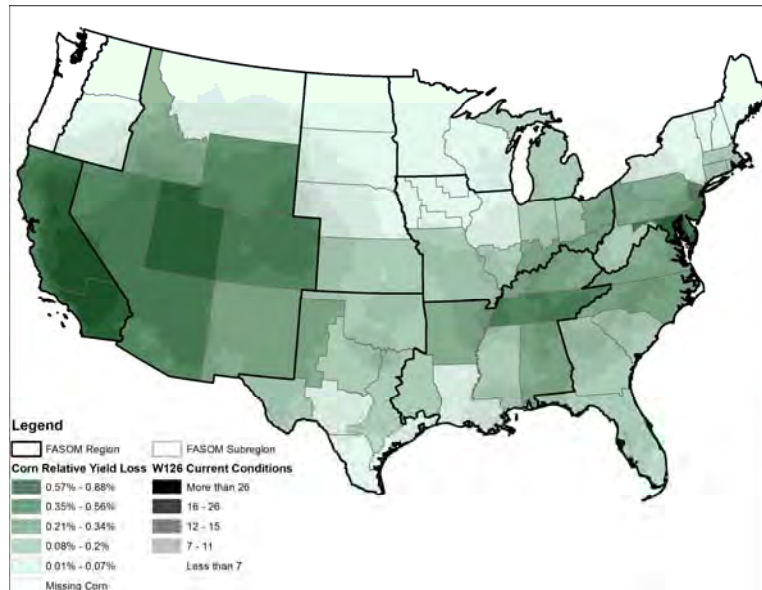 Legend
FASOM Region
FASOM Subregion
Corn Relative Yield Loss
W126 Current Conditions
0.57% - 0.88%
More than 26
0.35% - 0.56%
16 - 26
0.21% - 0.34%
12 - 15
0.08% - 0.2%
7 - 11
0.01% - 0.07%
Less than 7
Missing Corn